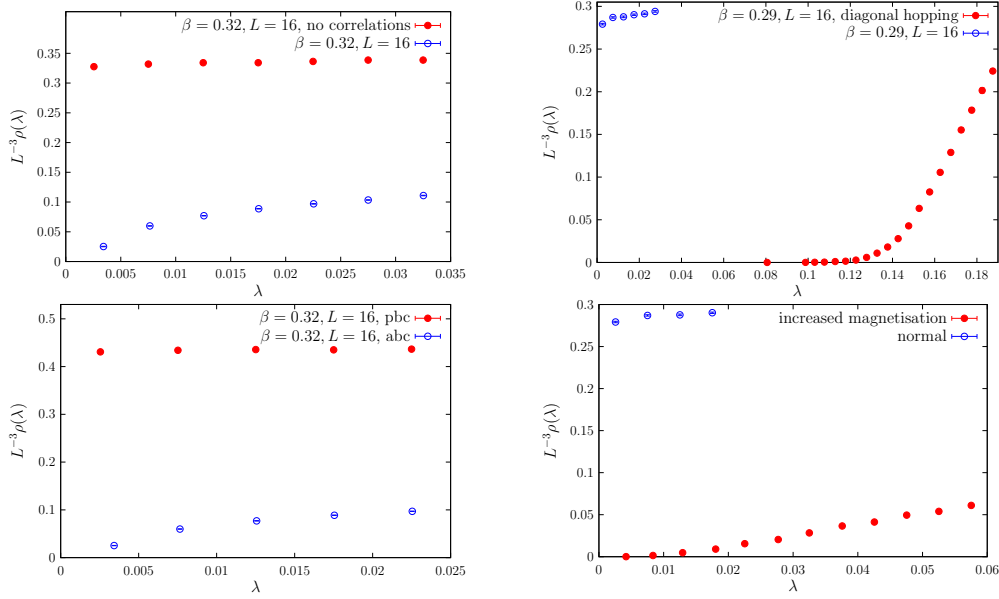 β = 0.32, L = 16, no correlations
β = 0.32, L = 16
L⁻³ρ(λ)
0.35
0.3
0.25
0.2
0.15
0.1
0.05
0
0 0.005 0.01 0.015 0.02 0.025 0.03 0.035
λ
β = 0.29, L = 16, diagonal hopping
β = 0.29, L = 16
L⁻³ρ(λ)
0.3
0.25
0.2
0.15
0.1
0.05
0
0 0.02 0.04 0.06 0.08 0.1 0.12 0.14 0.16 0.18
λ
β = 0.32, L = 16, pbc
β = 0.32, L = 16, abc
L⁻³ρ(λ)
0.5
0.4
0.3
0.2
0.1
0
0 0.005 0.01 0.015 0.02 0.025
λ
increased magnetisation
normal
L⁻³ρ(λ)
0.3
0.25
0.2
0.15
0.1
0.05
0
0 0.01 0.02 0.03 0.04 0.05 0.06
λ